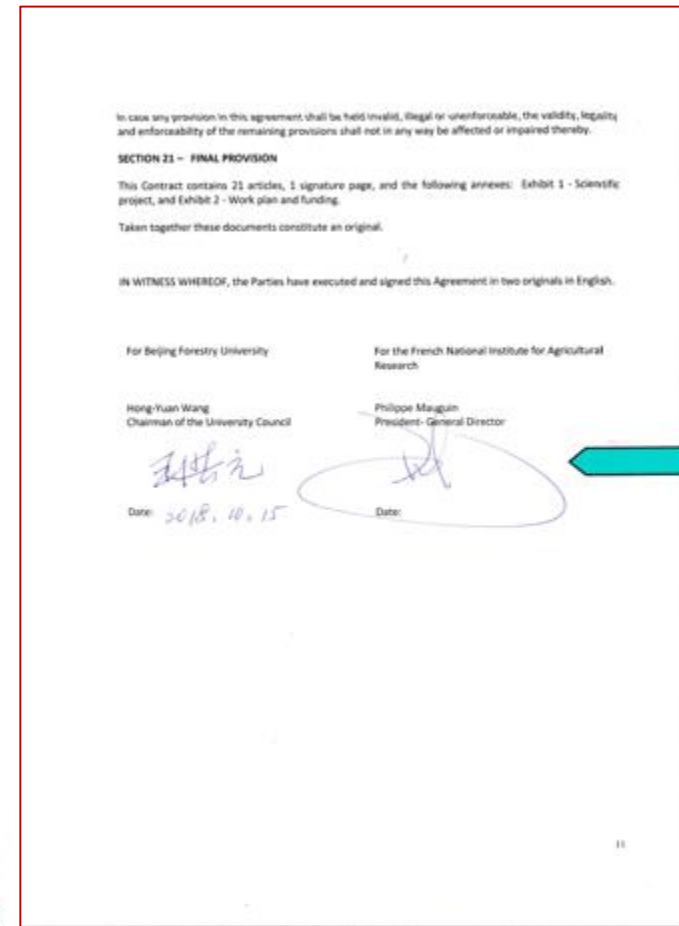 In case any provision in this agreement shall be held invalid, illegal or unenforceable, the validity, legality
and enforceability of the remaining provisions shall not in any way be affected or impaired thereby.
SECTION 21 – FINAL PROVISION
This Contract contains 21 articles, 1 signature page, and the following annexes: Exhibit 1 - Scientific
project, and Exhibit 2 - Work plan and funding.
Taken together these documents constitute an original.
IN WITNESS WHEREOF, the Parties have executed and signed this Agreement in two originals in English.
For Beijing Forestry University
For the French National Institute for Agricultural
Research
Hong-Yuan Wang
Chairman of the University Council
Philippe Mauguin
President- General Director
Date: 2018.10.15
Date:
11